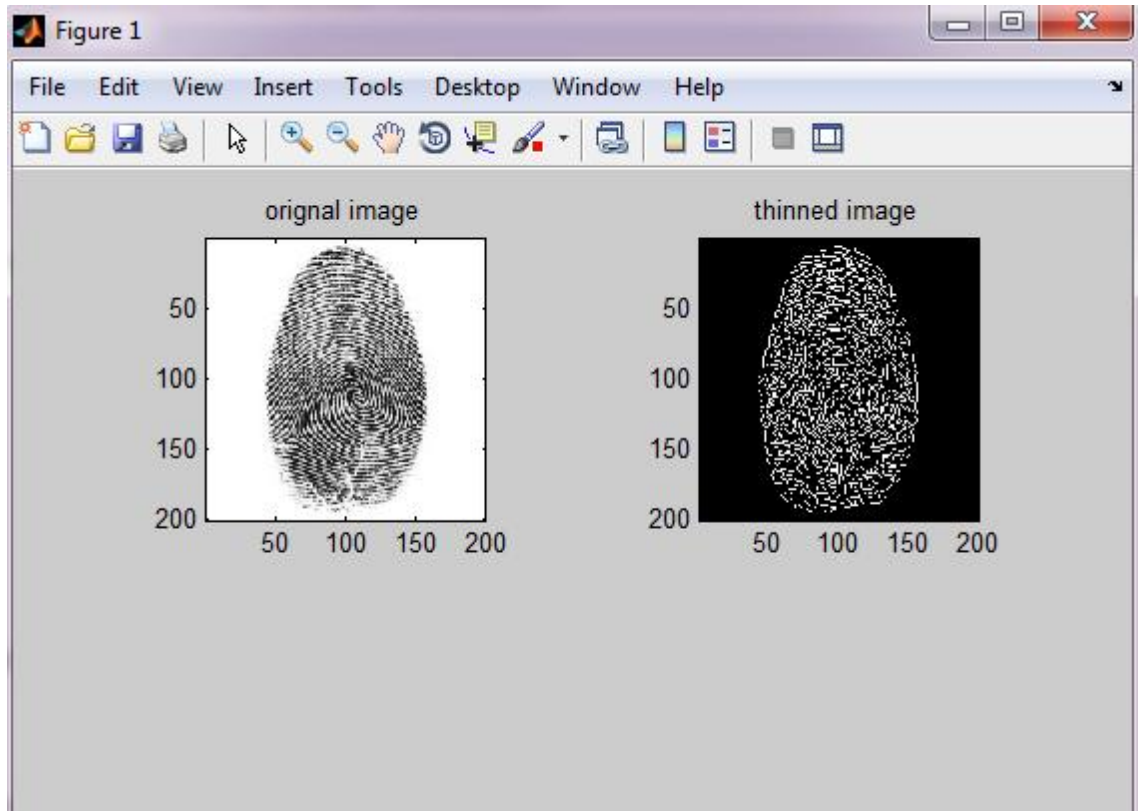 Figure 1
File Edit View Insert Tools Desktop Window Help
orignal image
50
100
150
200
50 100 150 200
thinned image
50
100
150
200
50 100 150 200